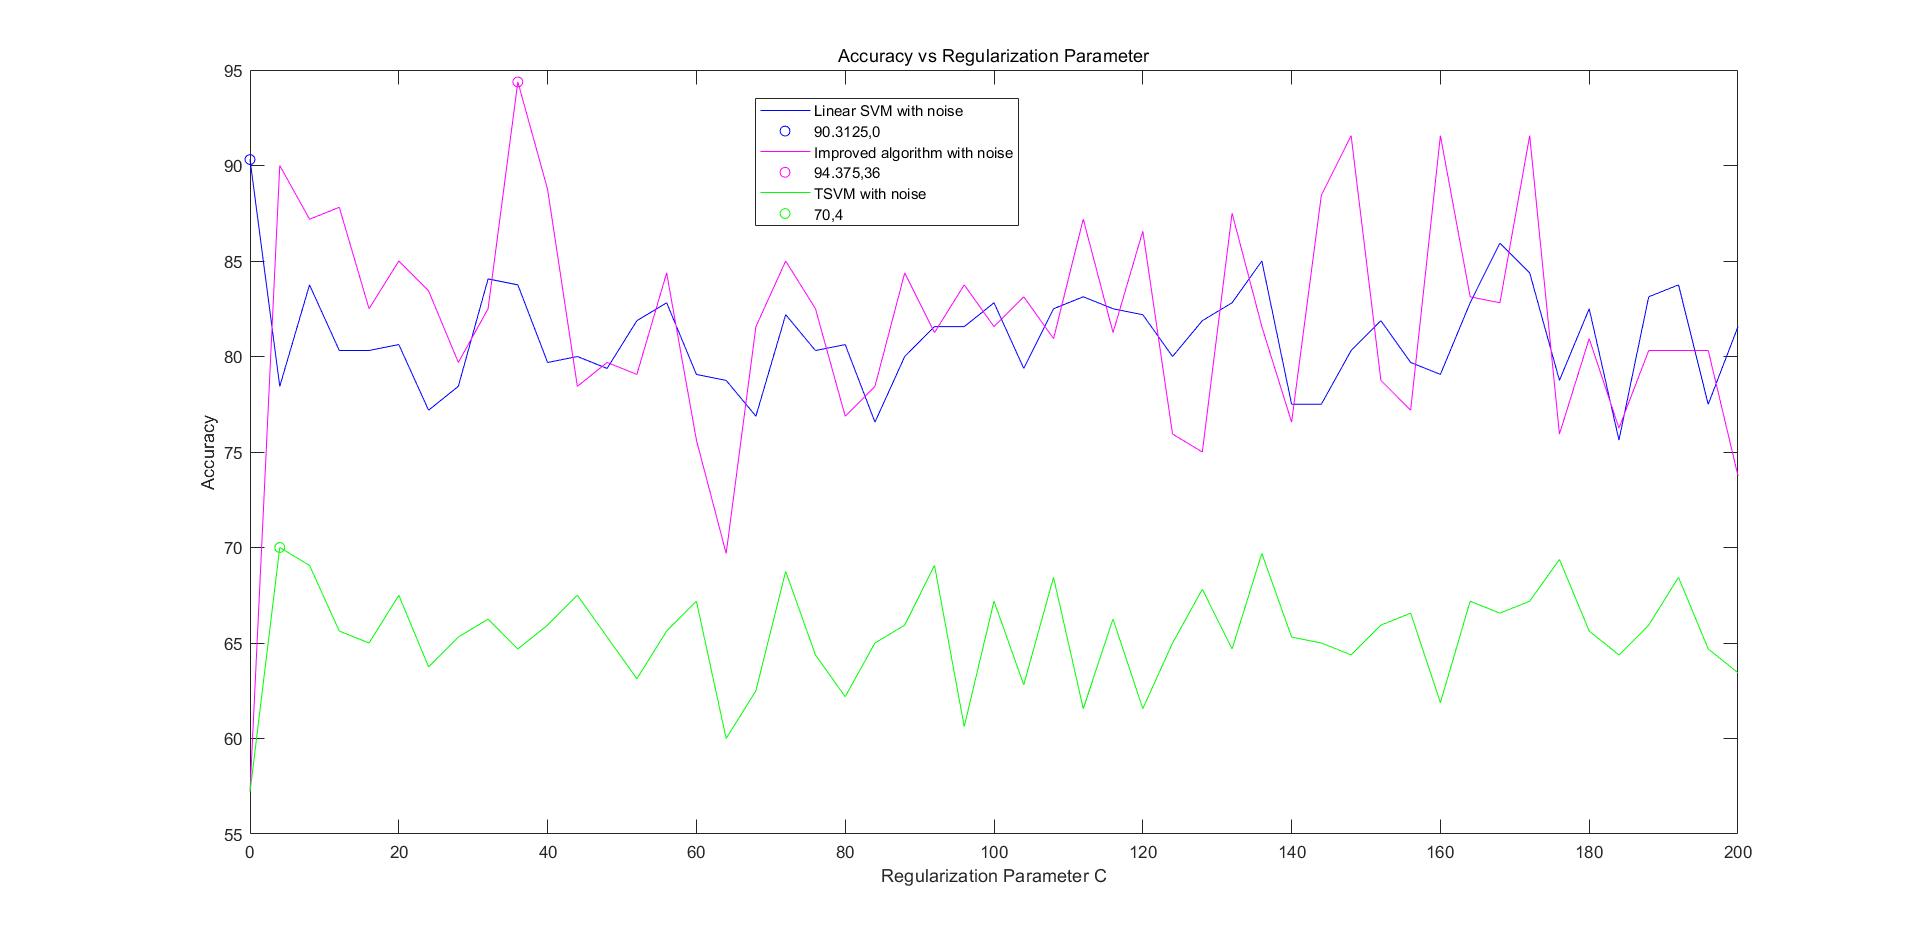 Accuracy vs Regularization Parameter
95
90
85
80
75
70
65
60
55
Accuracy
Linear SVM with noise
90.3125,0
Improved algorithm with noise
94.375,36
TSVM with noise
70,4
0 20 40 60 80 100 120 140 160 180 200
Regularization Parameter C